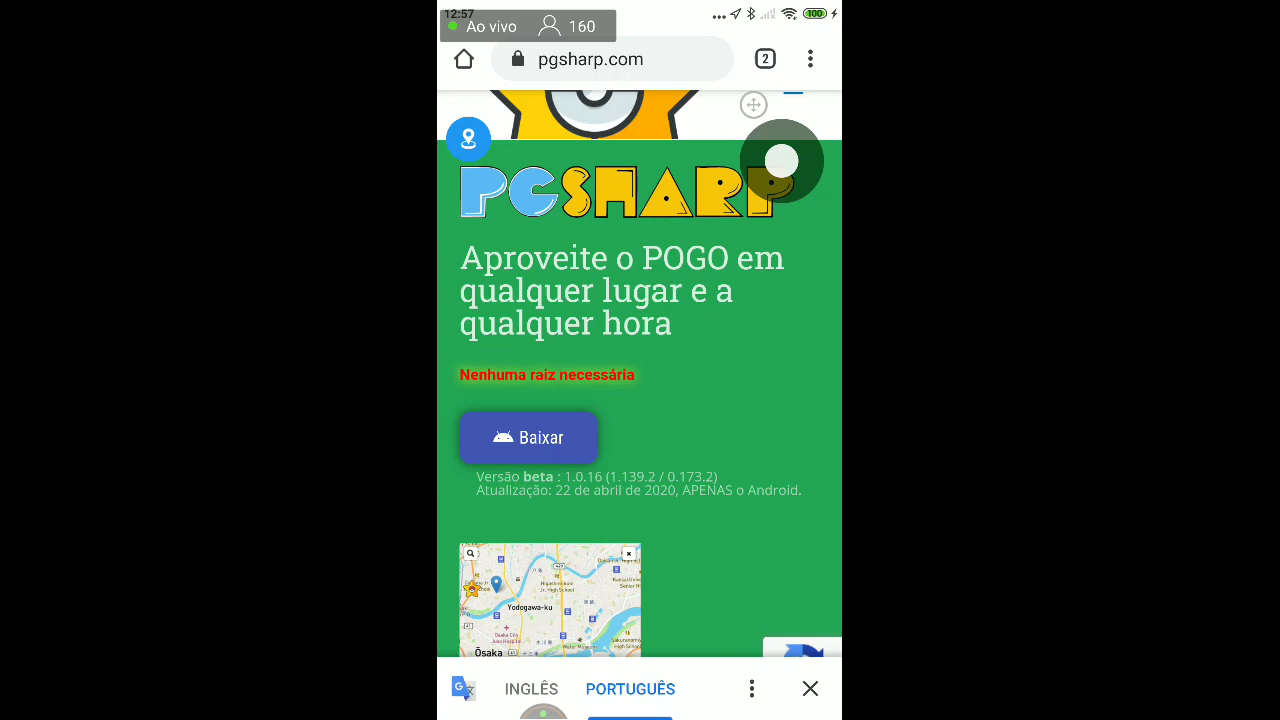 12:57
100
Ao vivo 160
pgsharp.com
2
PGSHARP
Aproveite o POGO em
qualquer lugar e a
qualquer hora
Nenhuma raiz necessária
Baixar
Versão beta : 1.0.16 (1.139.2 / 0.173.2)
Atualização: 22 de abril de 2020, APENAS o Android.
Yodogawa-ku
Ōsaka
INGLÊS
PORTUGUÊS